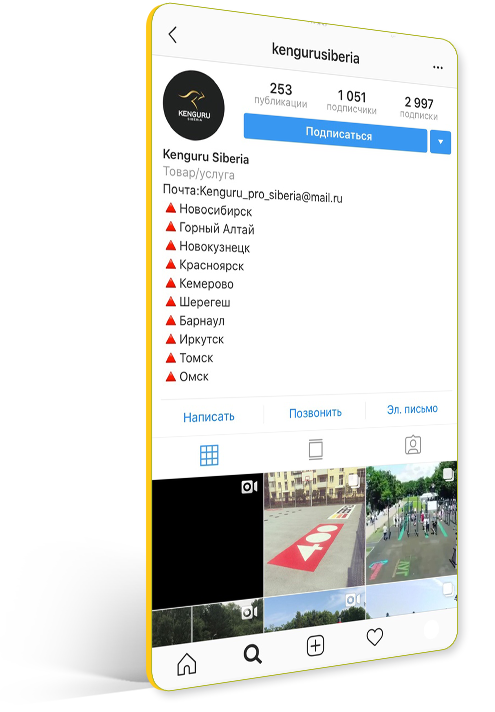 kengurusiberia
KENGURU
SIBERIA
253
публикации
1 051
подписчики
2 997
подписки
Подписаться
Kenguru Siberia
Товар/услуга
Почта:Kenguru_pro_siberia@mail.ru
Новосибирск
Горный Алтай
Новокузнецк
Красноярск
Кемерово
Шерегеш
Барнаул
Иркутск
Томск
Омск
Написать
Позвонить
Эл. письмо
400